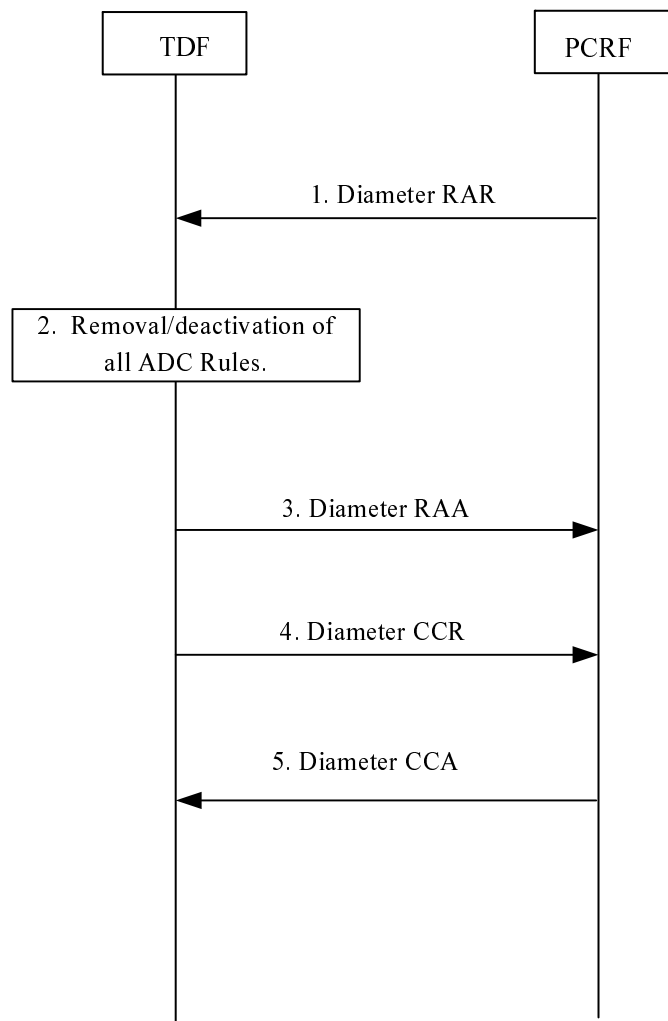 TDF
PCRF
1. Diameter RAR
2. Removal/deactivation of
all ADC Rules.
3. Diameter RAA
4. Diameter CCR
5. Diameter CCA